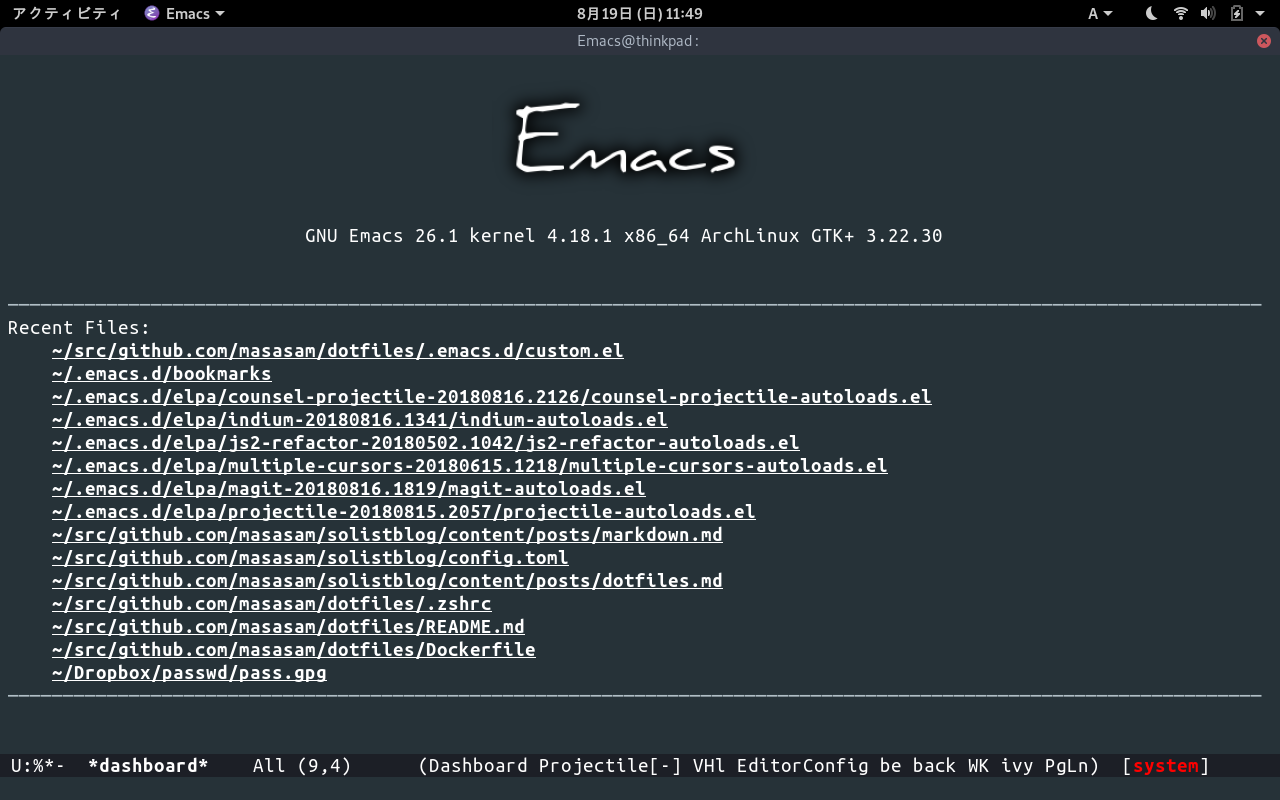 アクティビティ Emacs 8月19日 (日) 11:49 A
Emacs@thinkpad:
Emacs
GNU Emacs 26.1 kernel 4.18.1 x86_64 ArchLinux GTK+ 3.22.30
Recent Files:
~/src/github.com/masasam/dotfiles/.emacs.d/custom.el
~/.emacs.d/bookmarks
~/.emacs.d/elpa/counsel-projectile-20180816.2126/counsel-projectile-autoloads.el
~/.emacs.d/elpa/indium-20180816.1341/indium-autoloads.el
~/.emacs.d/elpa/js2-refactor-20180502.1042/js2-refactor-autoloads.el
~/.emacs.d/elpa/multiple-cursors-20180615.1218/multiple-cursors-autoloads.el
~/.emacs.d/elpa/magit-20180816.1819/magit-autoloads.el
~/.emacs.d/elpa/projectile-20180815.2057/projectile-autoloads.el
~/src/github.com/masasam/solistblog/content/posts/markdown.md
~/src/github.com/masasam/solistblog/config.toml
~/src/github.com/masasam/solistblog/content/posts/dotfiles.md
~/src/github.com/masasam/dotfiles/.zshrc
~/src/github.com/masasam/dotfiles/README.md
~/src/github.com/masasam/dotfiles/Dockerfile
~/Dropbox/passwd/pass.gpg
U:%*- *dashboard* All (9,4) (Dashboard Projectile[-] VHl EditorConfig be back WK ivy PgLn) [system]